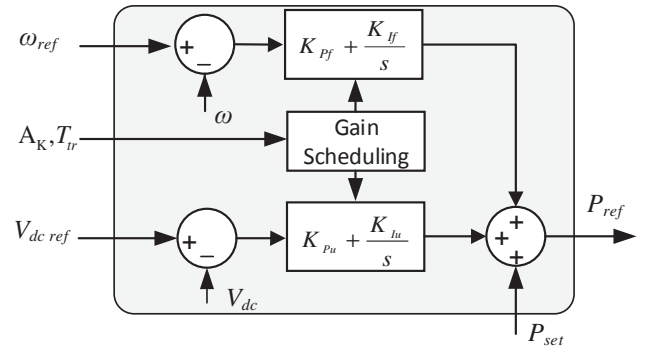 ω_ref
+
−
K_Pf + K_If / s
ω
A_K, T_tr
Gain
Scheduling
V_dc ref
+
−
K_Pu + K_Iu / s
+
+
+
P_ref
V_dc
P_set